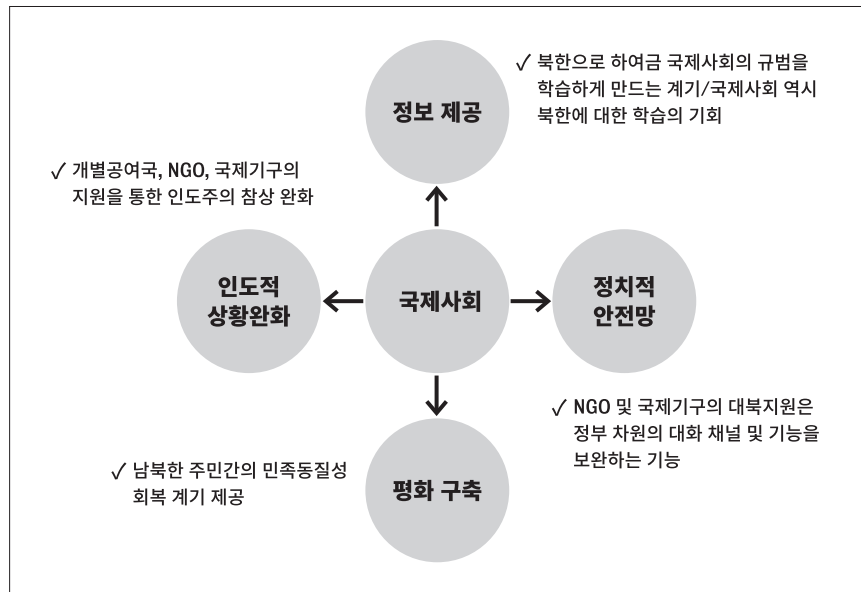 정보 제공
✓ 북한으로 하여금 국제사회의 규범을
학습하게 만드는 계기/국제사회 역시
북한에 대한 학습의 기회
✓ 개별공여국, NGO, 국제기구의
지원을 통한 인도주의 참상 완화
인도적
상황완화
국제사회
정치적
안전망
✓ NGO 및 국제기구의 대북지원은
정부 차원의 대화 채널 및 기능을
보완하는 기능
✓ 남북한 주민간의 민족동질성
회복 계기 제공
평화 구축